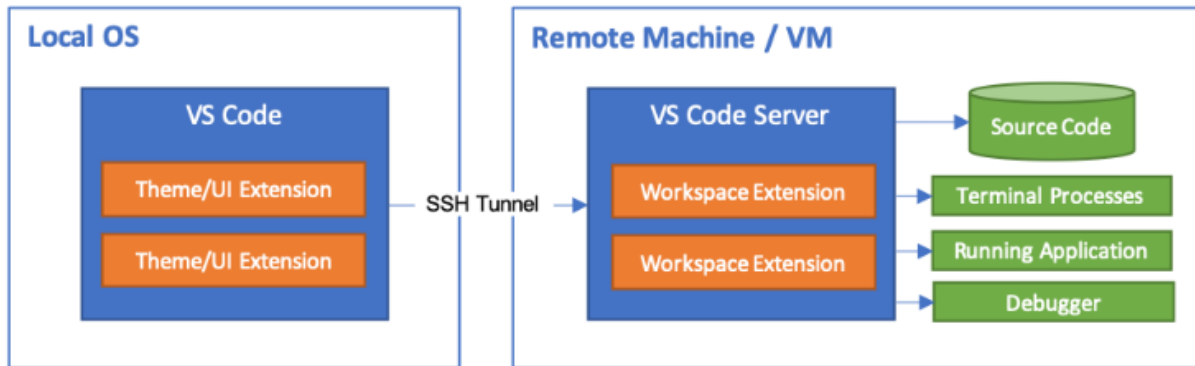 Local OS
VS Code
Theme/UI Extension
Theme/UI Extension
SSH Tunnel
Remote Machine / VM
VS Code Server
Workspace Extension
Workspace Extension
Source Code
Terminal Processes
Running Application
Debugger